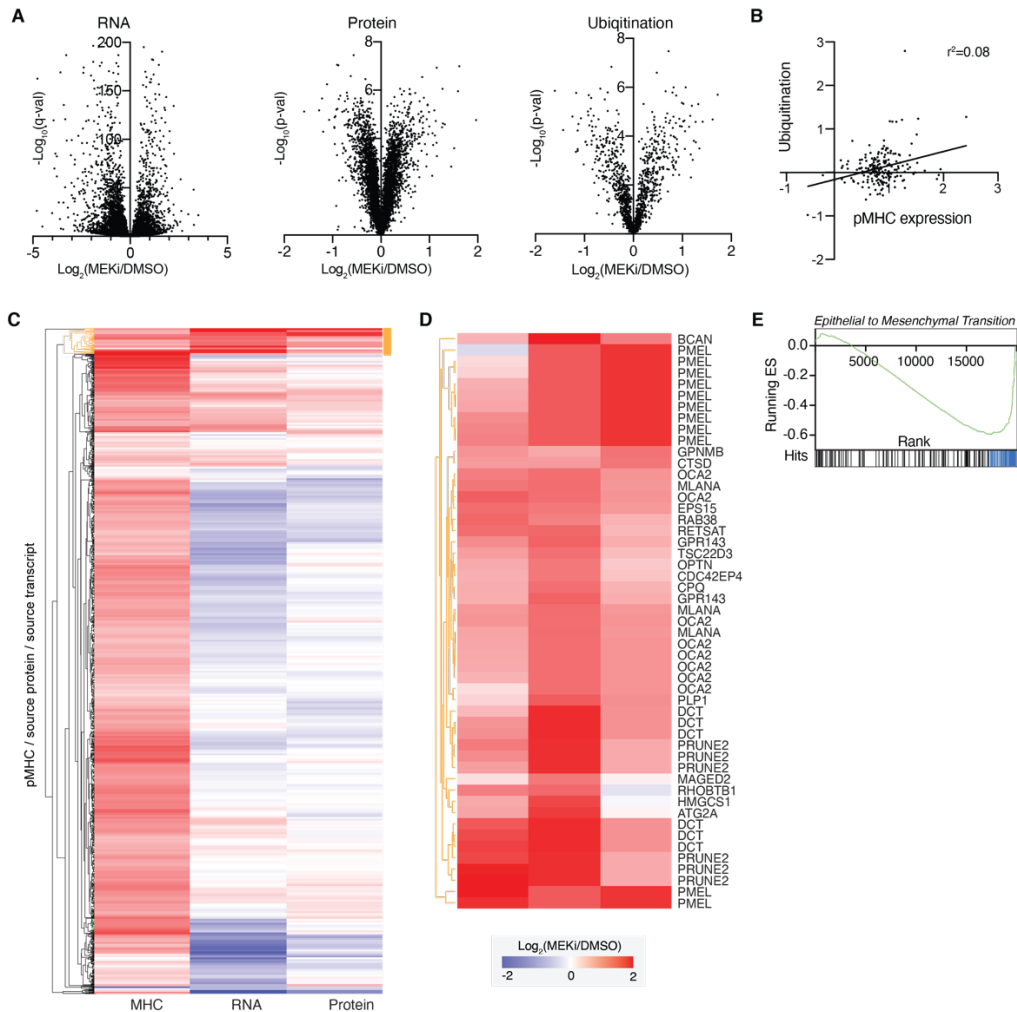 A
RNA
200
150
100
50
-Log10(q-val)
-5
0
5
Log2(MEKi/DMSO)
Protein
8
6
4
2
-Log10(p-val)
-2
-1
0
1
2
Log2(MEKi/DMSO)
Ubiqitination
8
6
4
2
-Log10(p-val)
-2
-1
0
1
2
Log2(MEKi/DMSO)
B
r2=0.08
Ubiquitination
3
2
1
-1
-2
-1
1
2
3
pMHC expression
C
pMHC / source protein / source transcript
MHC
RNA
Protein
D
BCAN
PMEL
PMEL
PMEL
PMEL
PMEL
PMEL
PMEL
PMEL
PMEL
GPNMB
CTSD
OCA2
MLANA
OCA2
EPS15
RAB38
RETSAT
GPR143
TSC22D3
OPTN
CDC42EP4
CPQ
GPR143
MLANA
OCA2
MLANA
OCA2
OCA2
OCA2
OCA2
OCA2
PLP1
DCT
DCT
DCT
PRUNE2
PRUNE2
PRUNE2
MAGED2
RHOBTB1
HMGCS1
ATG2A
DCT
DCT
DCT
PRUNE2
PRUNE2
PRUNE2
PMEL
PMEL
Log2(MEKi/DMSO)
-2
0
2
E
Epithelial to Mesenchymal Transition
Running ES
0.0
-0.2
-0.4
-0.6
5000
10000
15000
Rank
Hits